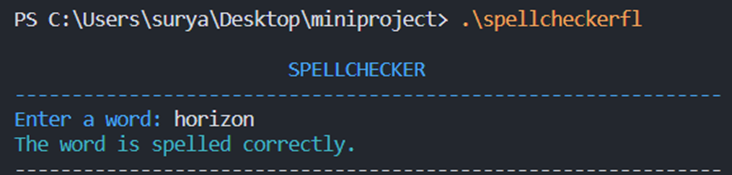 PS C:\Users\surya\Desktop\miniproject> .\spellcheckerfl
SPELLCHECKER
----------------------------------------------------------------
Enter a word: horizon
The word is spelled correctly.
----------------------------------------------------------------